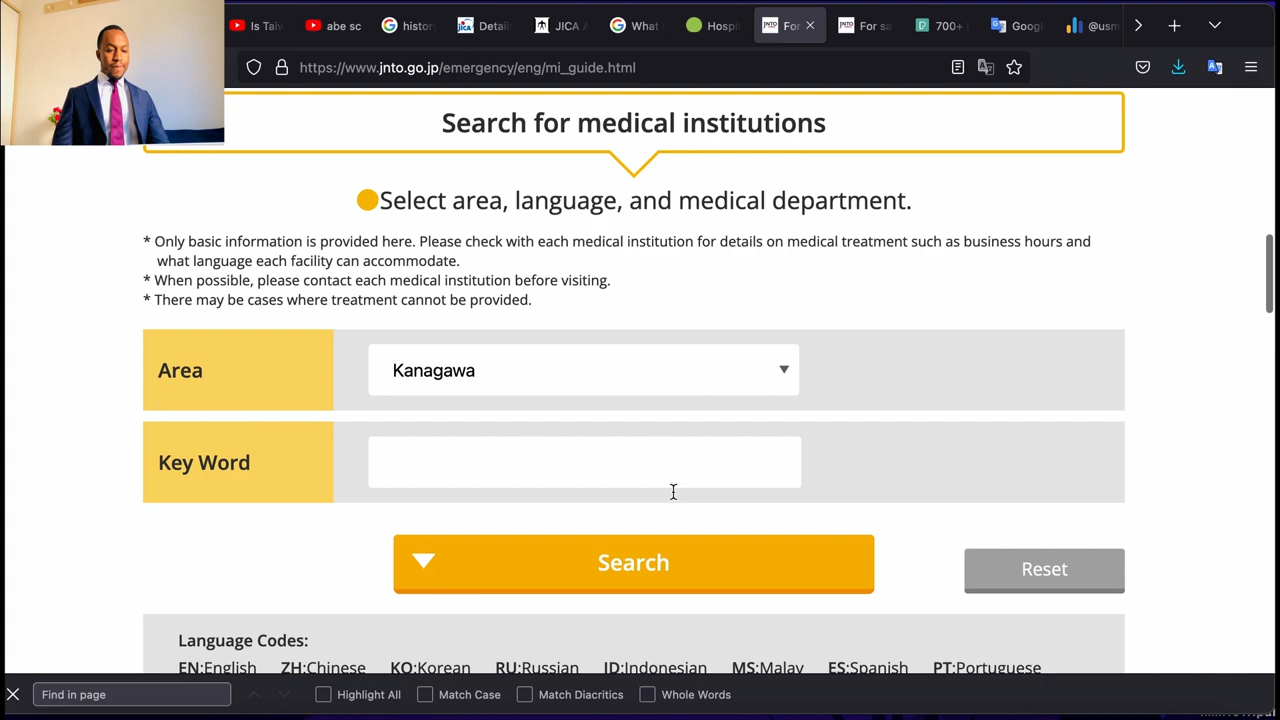 Is Tai
abe sc
histor
Detail
JICA A
What
Hospi
For
For sa
700+
Googl
@usm
https://www.jnto.go.jp/emergency/eng/mi_guide.html
Search for medical institutions
Select area, language, and medical department.
* Only basic information is provided here. Please check with each medical institution for details on medical treatment such as business hours and
what language each facility can accommodate.
* When possible, please contact each medical institution before visiting.
* There may be cases where treatment cannot be provided.
Area
Kanagawa
Key Word
Search
Reset
Language Codes:
EN:English ZH:Chinese KO:Korean RU:Russian ID:Indonesian MS:Malay ES:Spanish PT:Portuguese
Find in page
Highlight All
Match Case
Match Diacritics
Whole Words